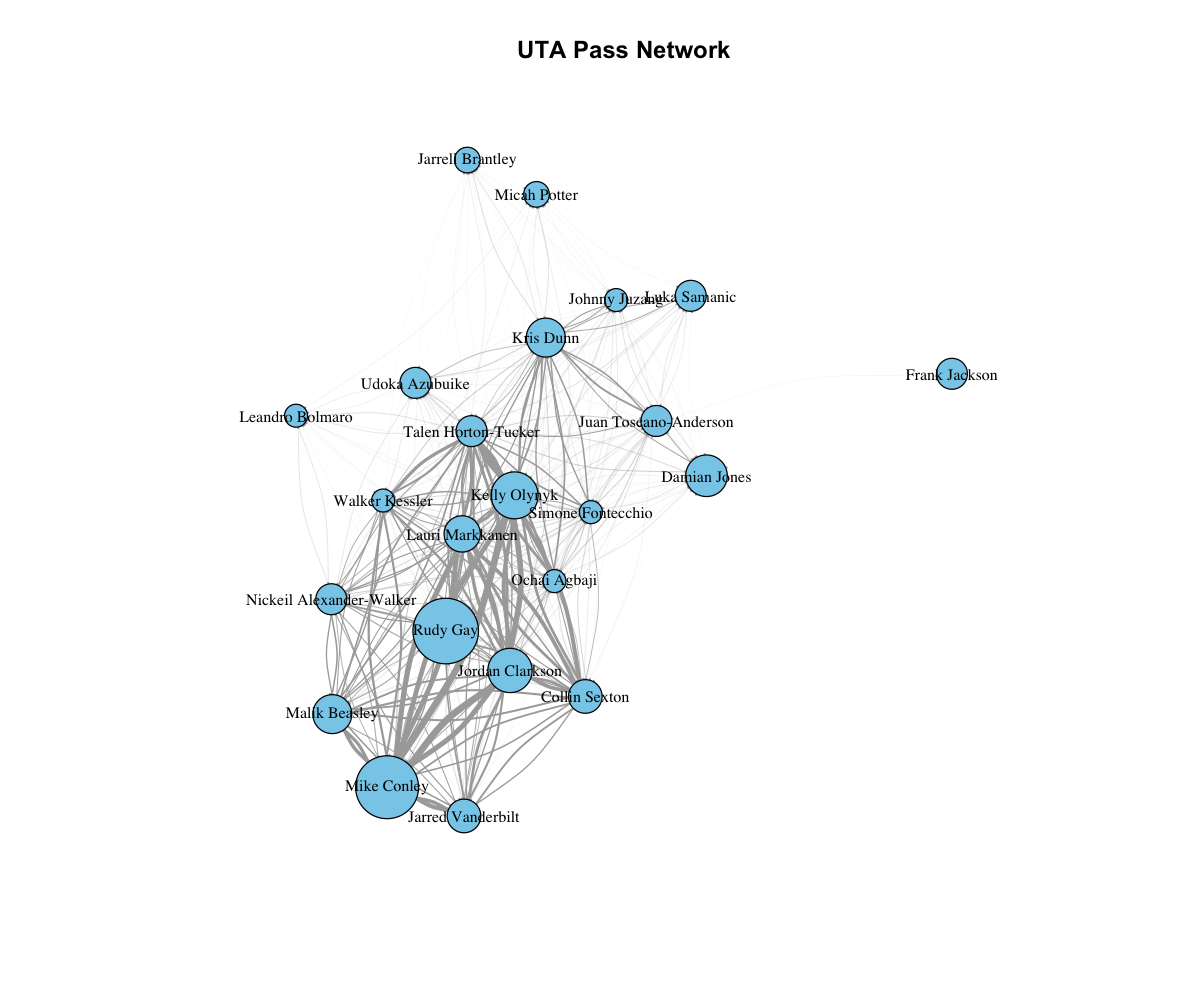 UTA Pass Network
Jarrell Brantley
Micah Potter
Johnny Juzang
Luka Samanic
Kris Dunn
Frank Jackson
Udoka Azubuike
Leandro Bolmaro
Juan Toscano-Anderson
Talen Horton-Tucker
Damian Jones
Kelly Olynyk
Walker Kessler
Simone Fontecchio
Lauri Markkanen
Ochai Agbaji
Nickeil Alexander-Walker
Rudy Gay
Jordan Clarkson
Collin Sexton
Malik Beasley
Mike Conley
Jarred Vanderbilt